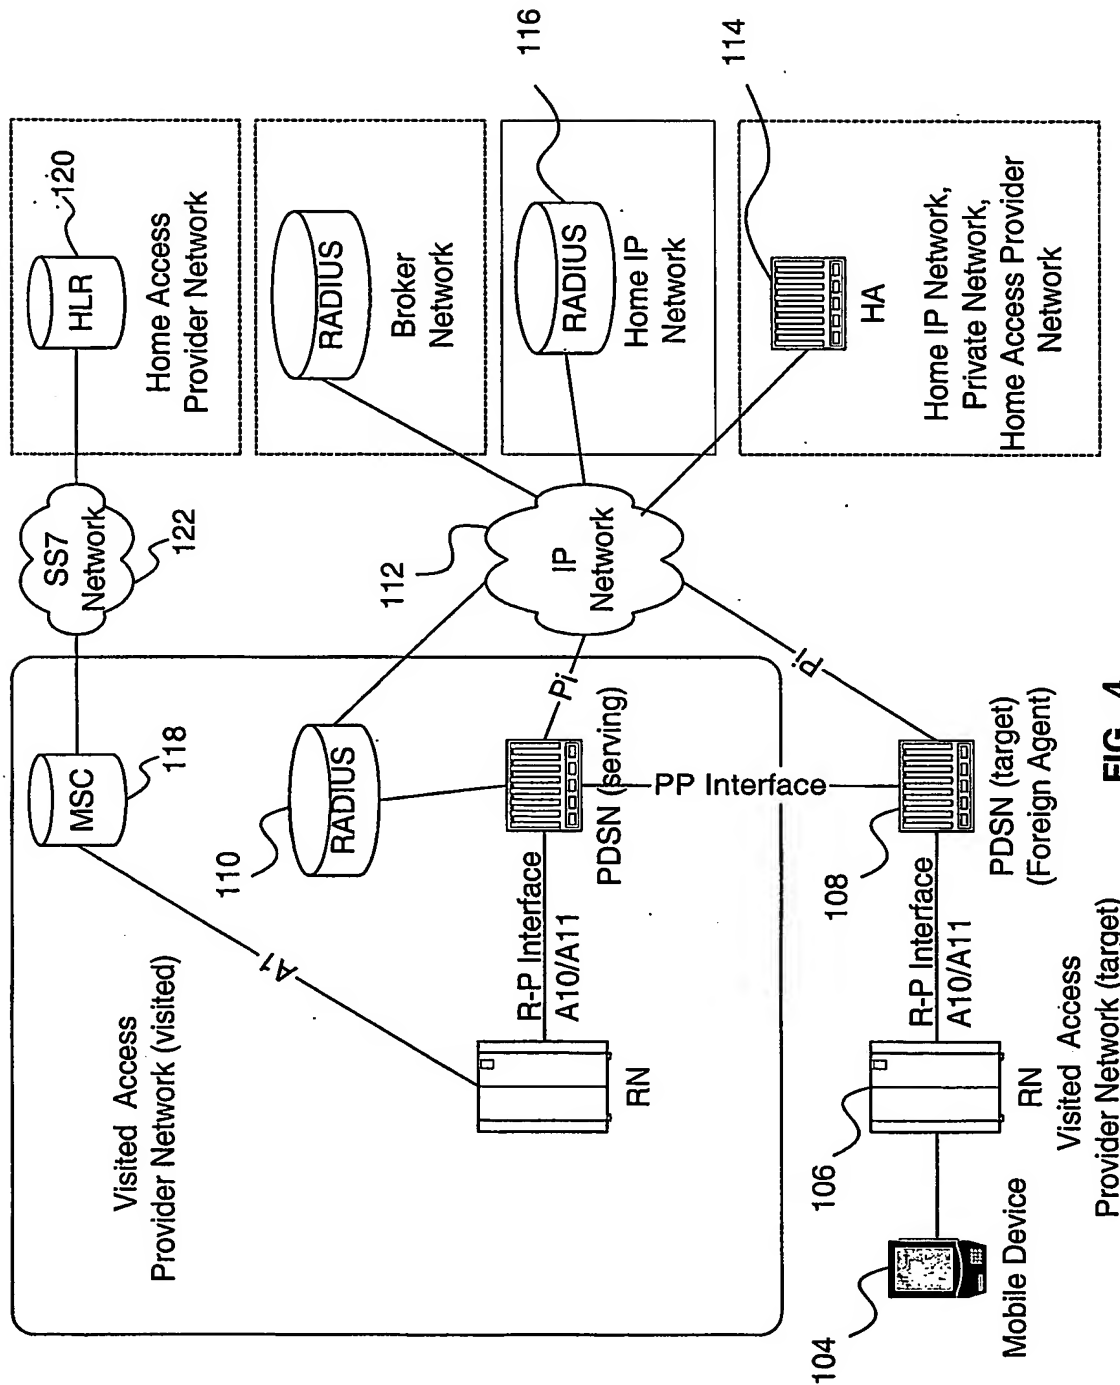 Visited Access
Provider Network (visited)
MSC
118
SS7
Network
122
HLR
120
Home Access
Provider Network
A1
110
RADIUS
112
RADIUS
Broker
Network
RN
R-P Interface
A10/A11
PDSN (serving)
Pi
IP
Network
RADIUS
116
Home IP
Network
PP Interface
Pi
HA
114
Home IP Network,
Private Network,
Home Access Provider
Network
104
Mobile Device
106
RN
R-P Interface
A10/A11
108
PDSN (target)
(Foreign Agent)
Visited Access
Provider Network (target)
FIG. 4